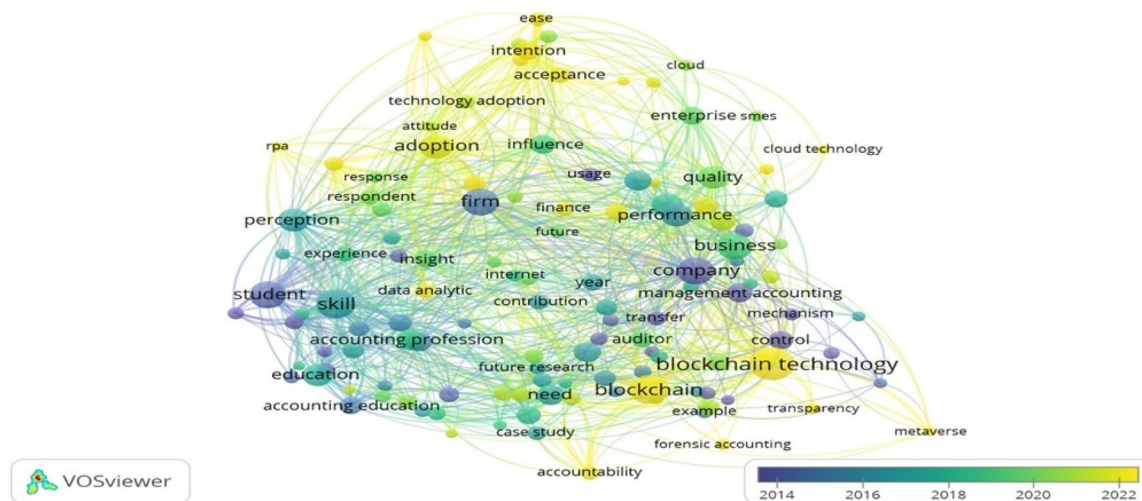 ease
intention
cloud
acceptance
technology adoption
enterprise smes
attitude
rpa
adoption
influence
cloud technology
response
usage
quality
respondent
firm
finance
performance
perception
future
business
experience
insight
internet
company
student
data analytic
year
skill
contribution
management accounting
transfer
mechanism
accounting profession
auditor
control
future research
blockchain technology
education
need
blockchain
accounting education
example
transparency
case study
metaverse
forensic accounting
accountability
VOSviewer
2014 2016 2018 2020 2022